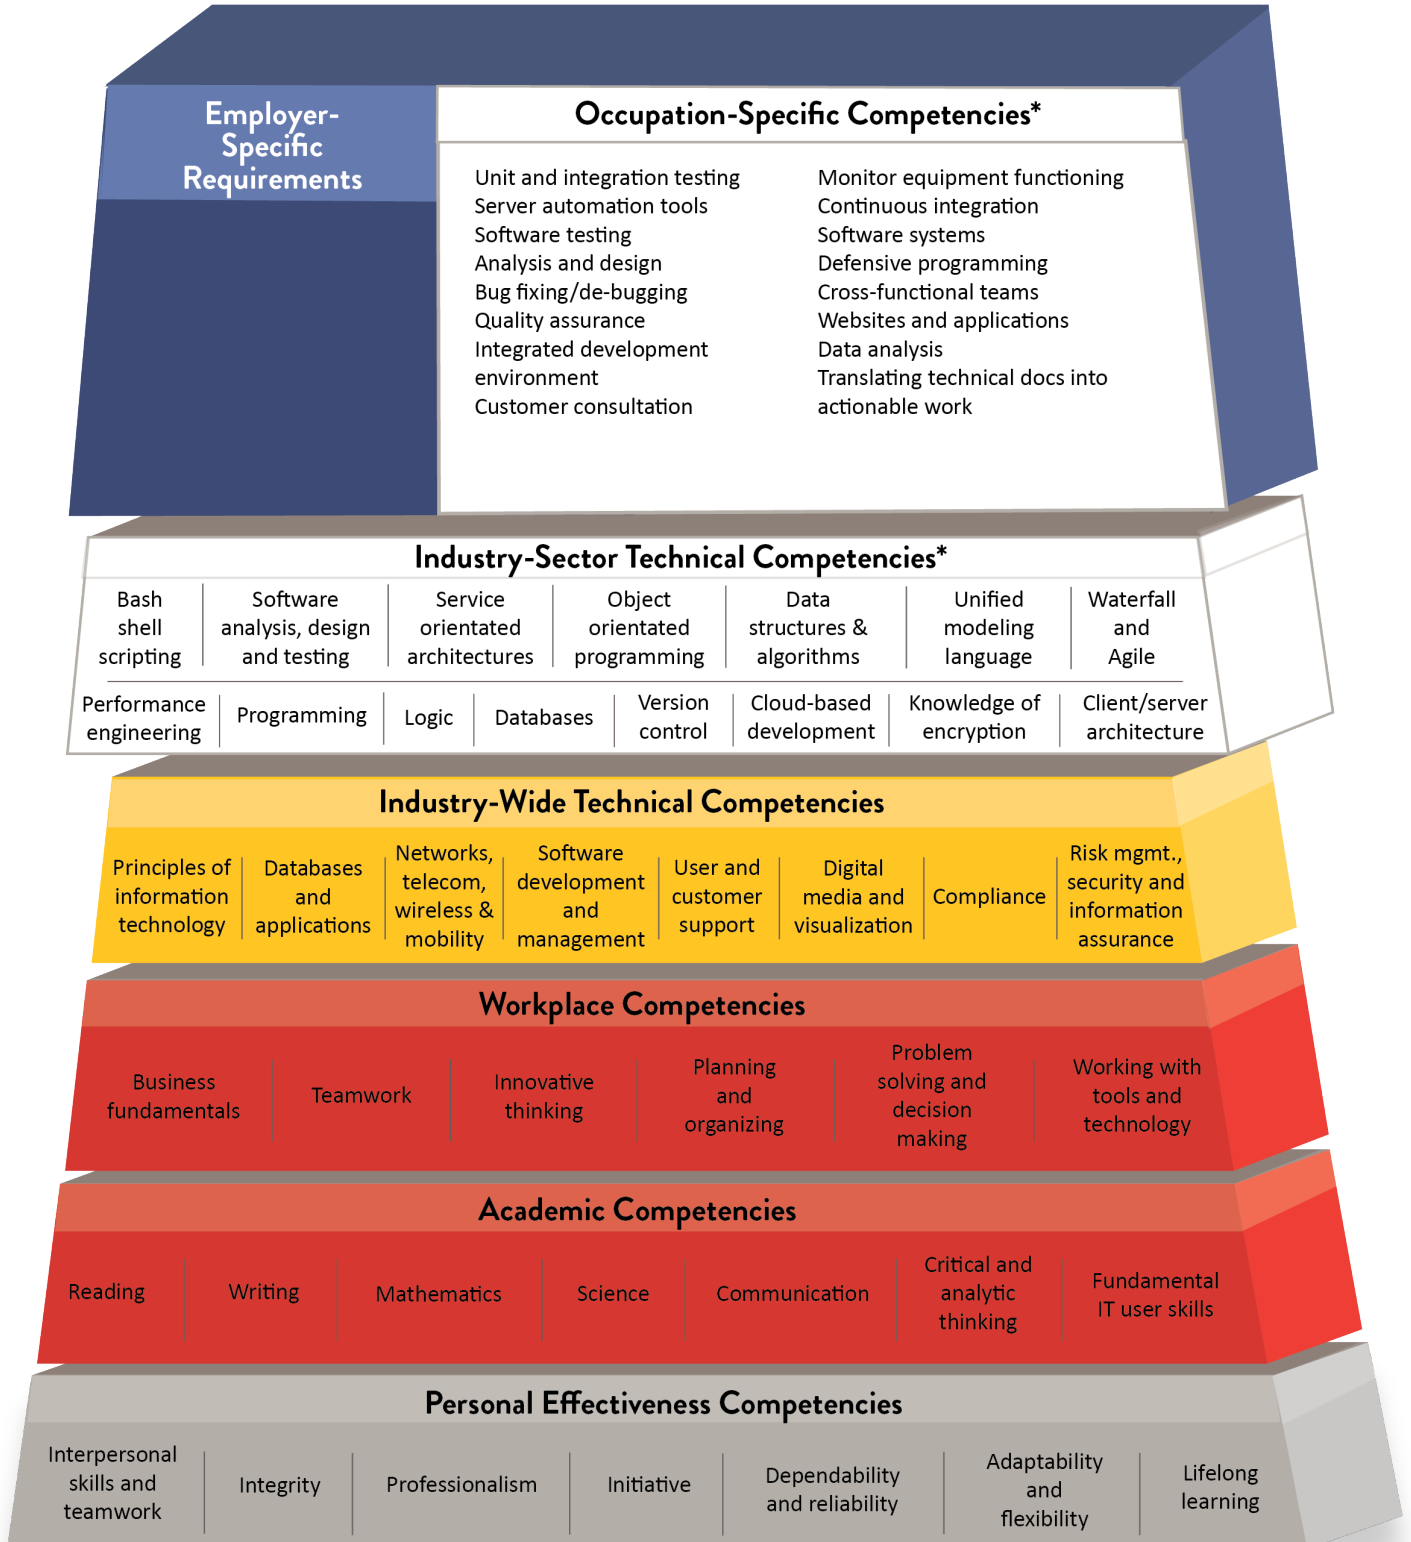 Employer-
Specific
Requirements
Occupation-Specific Competencies*
Unit and integration testing
Server automation tools
Software testing
Analysis and design
Bug fixing/de-bugging
Quality assurance
Integrated development
environment
Customer consultation
Monitor equipment functioning
Continuous integration
Software systems
Defensive programming
Cross-functional teams
Websites and applications
Data analysis
Translating technical docs into
actionable work
Industry-Sector Technical Competencies*
Bash
shell
scripting
Software
analysis, design
and testing
Service
orientated
architectures
Object
orientated
programming
Data
structures &
algorithms
Unified
modeling
language
Waterfall
and
Agile
Performance
engineering
Programming
Logic
Databases
Version
control
Cloud-based
development
Knowledge of
encryption
Client/server
architecture
Industry-Wide Technical Competencies
Principles of
information
technology
Databases
and
applications
Networks,
telecom,
wireless &
mobility
Software
development
and
management
User and
customer
support
Digital
media and
visualization
Compliance
Risk mgmt.,
security and
information
assurance
Workplace Competencies
Business
fundamentals
Teamwork
Innovative
thinking
Planning
and
organizing
Problem
solving and
decision
making
Working with
tools and
technology
Academic Competencies
Reading
Writing
Mathematics
Science
Communication
Critical and
analytic
thinking
Fundamental
IT user skills
Personal Effectiveness Competencies
Interpersonal
skills and
teamwork
Integrity
Professionalism
Initiative
Dependability
and reliability
Adaptability
and
flexibility
Lifelong
learning